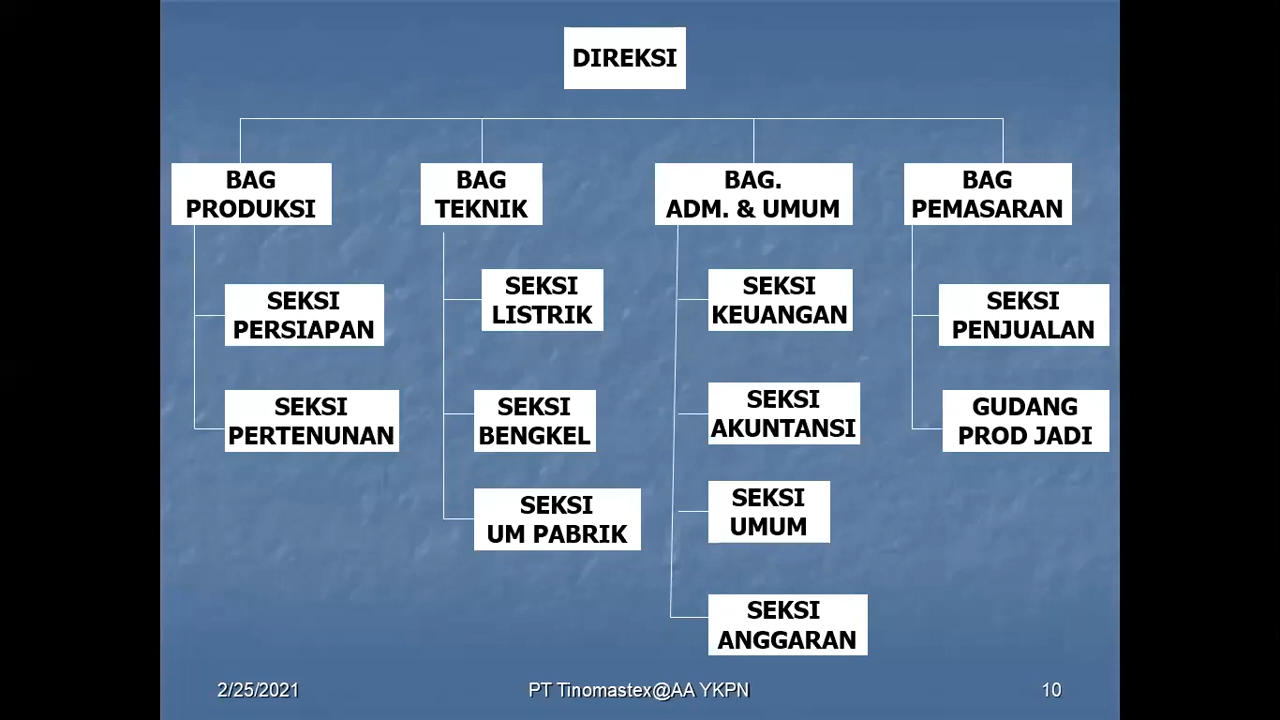 DIREKSI
BAG
PRODUKSI
BAG
TEKNIK
BAG.
ADM. & UMUM
BAG
PEMASARAN
SEKSI
PERSIAPAN
SEKSI
PERTENUNAN
SEKSI
LISTRIK
SEKSI
BENGKEL
SEKSI
UM PABRIK
SEKSI
KEUANGAN
SEKSI
AKUNTANSI
SEKSI
UMUM
SEKSI
ANGGARAN
SEKSI
PENJUALAN
GUDANG
PROD JADI
2/25/2021
PT Tinomastex@AA YKPN
10